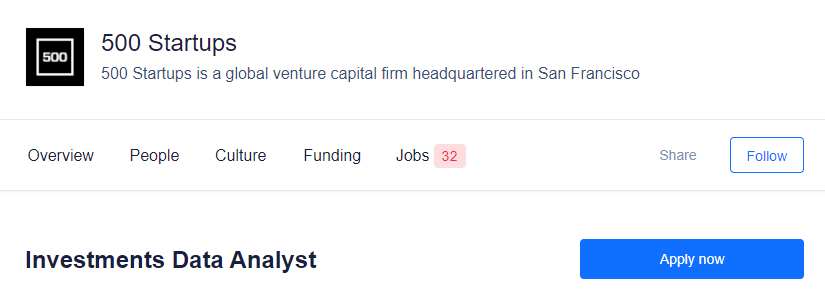 500
500 Startups
500 Startups is a global venture capital firm headquartered in San Francisco
Overview People Culture Funding Jobs 32 Share Follow
Investments Data Analyst Apply now